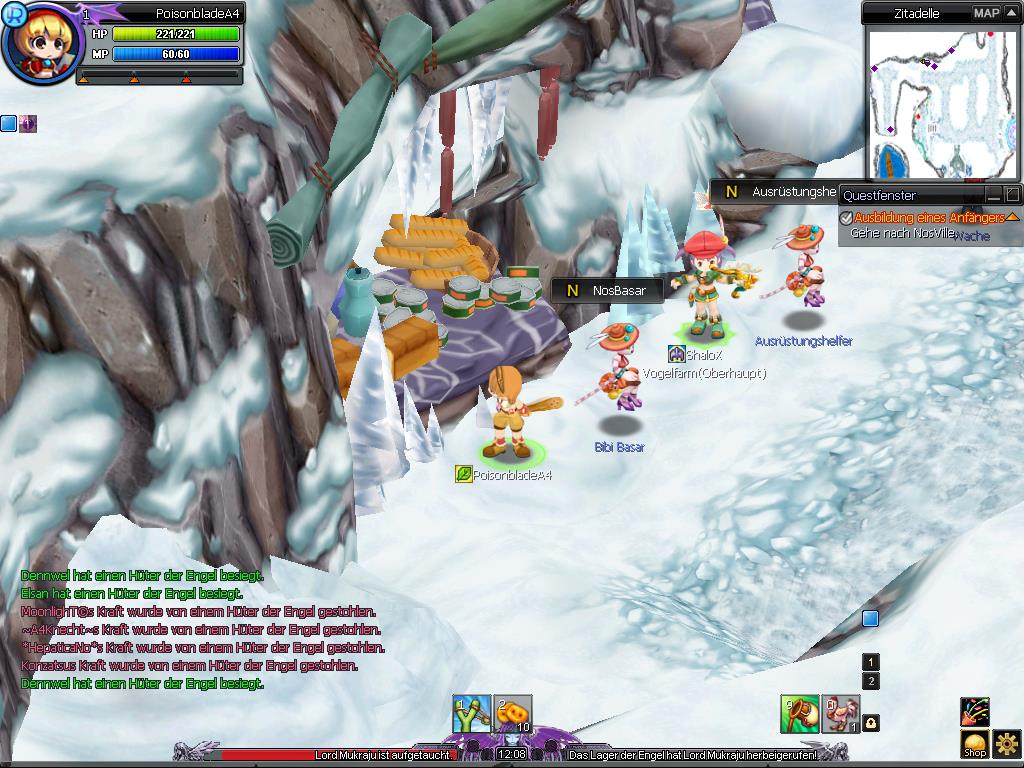 1 PoisonbladeA4
HP 221/221
MP 60/60
Zitadelle MAP
N Ausrüstungshe
Questfenster
Ausbildung eines Anfängers
Gehe nach NosVille
Wache
N NosBasar
Ausrüstungshelfer
ShaloX
Vogelfarm(Oberhaupt)
Bibi Basar
PoisonbladeA4
Dennwel hat einen Hüter der Engel besiegt.
Elsan hat einen Hüter der Engel besiegt.
MoonlighT@s Kraft wurde von einem Hüter der Engel gestohlen.
~A4Knecht~s Kraft wurde von einem Hüter der Engel gestohlen.
*HepaticaNo*s Kraft wurde von einem Hüter der Engel gestohlen.
Konzatsus Kraft wurde von einem Hüter der Engel gestohlen.
Dennwel hat einen Hüter der Engel besiegt.
1
2
1 2 10
9 0 1
Shop
Lord Mukraju ist aufgetaucht. 12:08 Das Lager der Engel hat Lord Mukraju herbeigerufen!